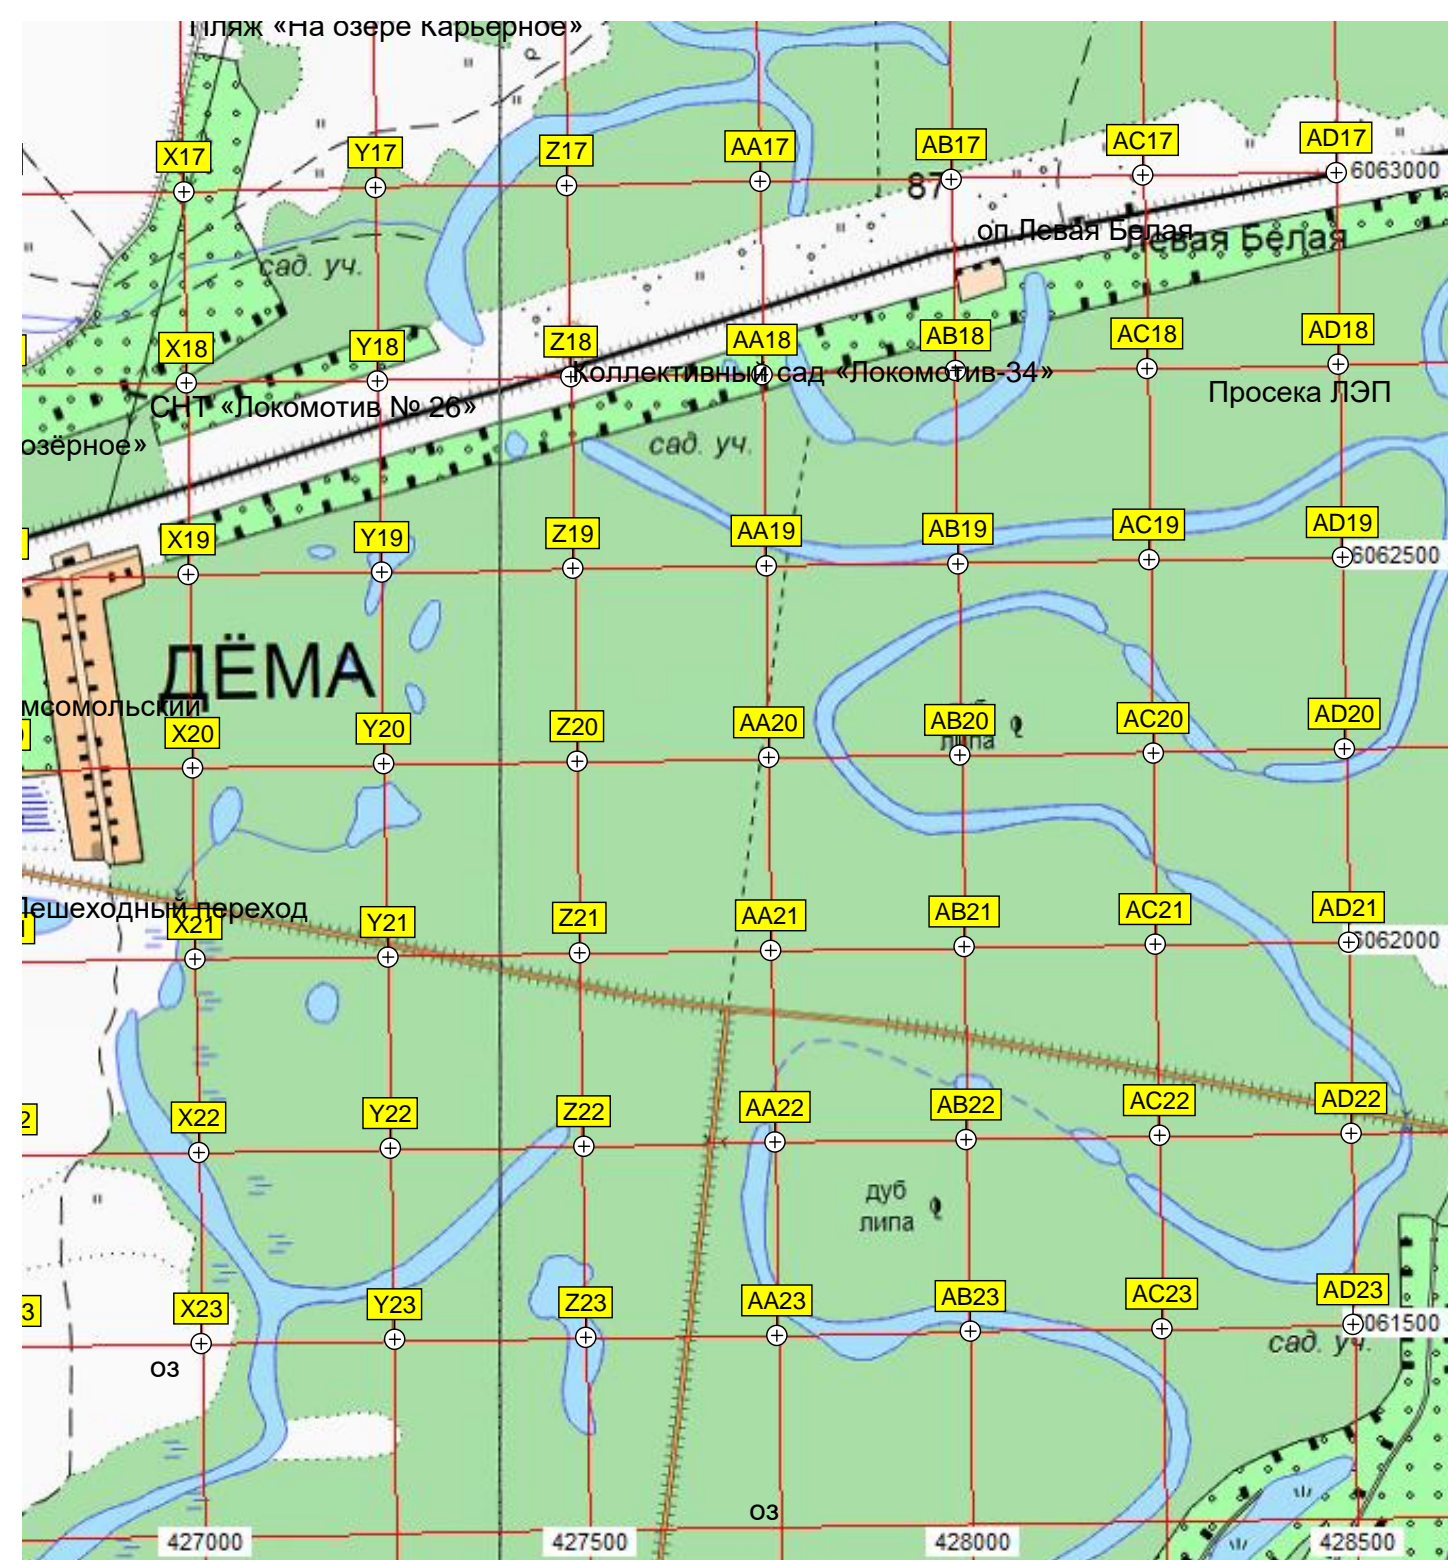 Пляж «На озере Карьерное»
X17
Y17
Z17
AA17
AB17
AC17
AD17
6063000
87
оп Левая Белая
Левая Белая
сад. уч.
X18
Y18
Z18
AA18
AB18
AC18
AD18
Коллективный сад «Локомотив-34»
Просека ЛЭП
СНТ «Локомотив № 26»
озёрное»
сад. уч.
X19
Y19
Z19
AA19
AB19
AC19
AD19
6062500
ДЁМА
мсомольский
X20
Y20
Z20
AA20
AB20
AC20
AD20
липа
Пешеходный переход
X21
Y21
Z21
AA21
AB21
AC21
AD21
6062000
2
X22
Y22
Z22
AA22
AB22
AC22
AD22
дуб
липа
3
X23
Y23
Z23
AA23
AB23
AC23
AD23
061500
сад. уч.
оз
оз
427000
427500
428000
428500